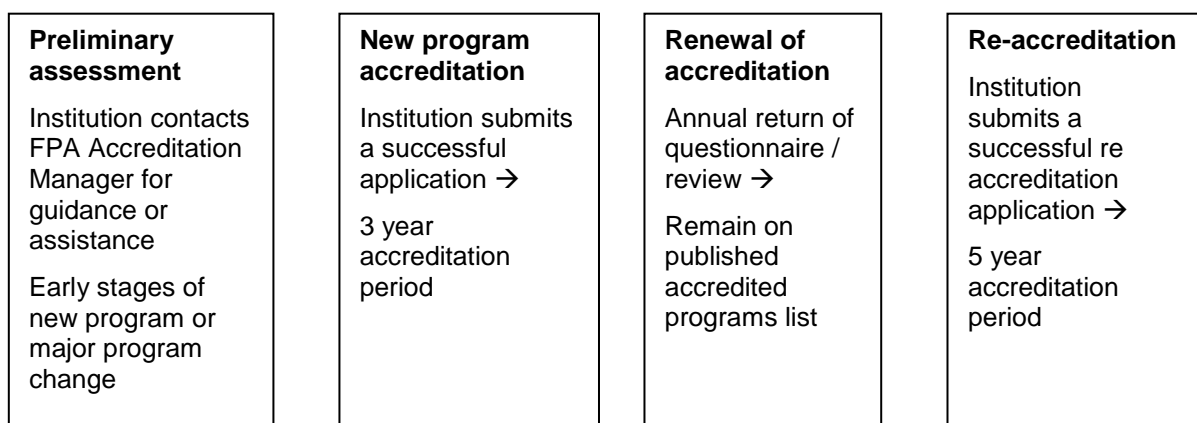 Preliminary
assessment
Institution contacts
FPA Accreditation
Manager for
guidance or
assistance
Early stages of
new program or
major program
change
New program
accreditation
Institution submits
a successful
application →
3 year
accreditation
period
Renewal of
accreditation
Annual return of
questionnaire /
review →
Remain on
published
accredited
programs list
Re-accreditation
Institution
submits a
successful re
accreditation
application →
5 year
accreditation
period